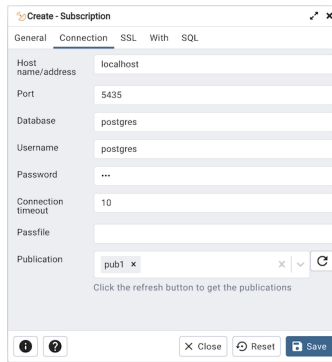 Create - Subscription
General Connection SSL With SQL
Host name/address
localhost
Port
5435
Database
postgres
Username
postgres
Password
•••
Connection timeout
10
Passfile
Publication
pub1 ×
Click the refresh button to get the publications
Close Reset Save